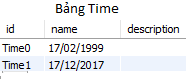 Bảng Time
id name description
Time0 17/02/1999
Time1 17/12/2017